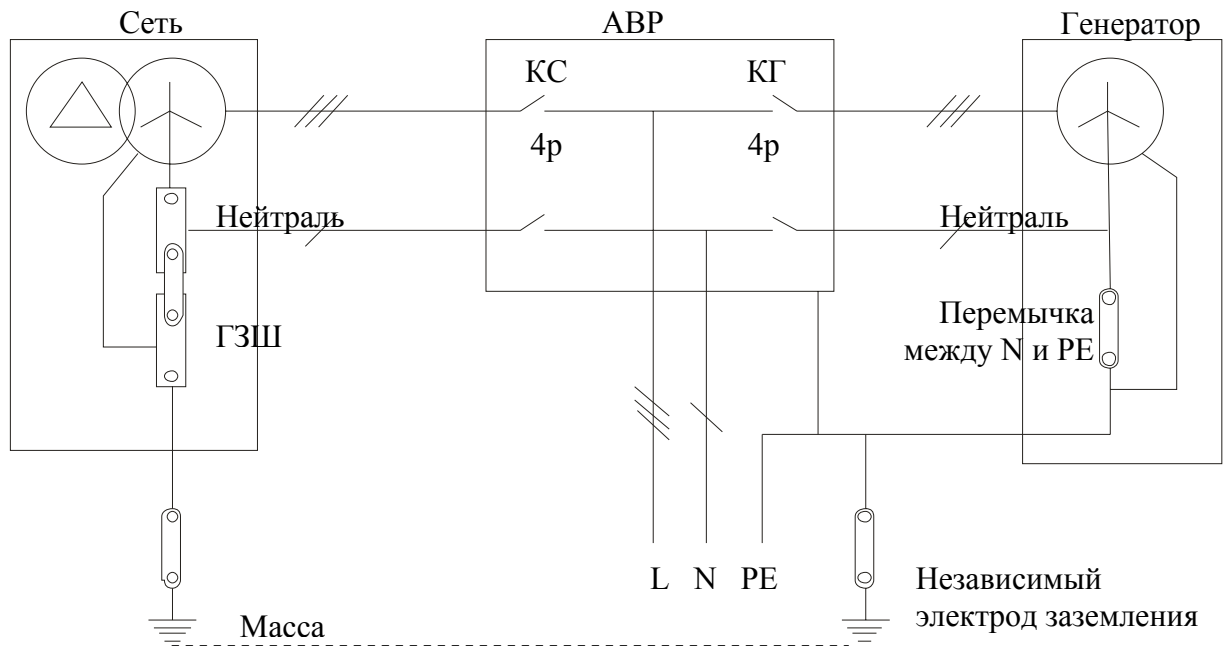 Сеть
АВР
Генератор
КС
КГ
4р
4р
Нейтраль
Нейтраль
ГЗШ
Перемычка
между N и PE
L N PE
Независимый
электрод заземления
Масса